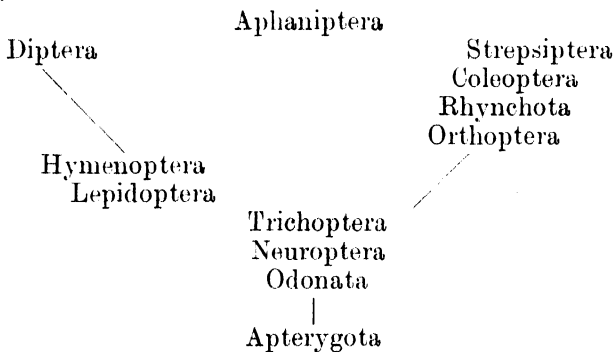 Aphaniptera
Diptera
Strepsiptera
Coleoptera
Rhynchota
Orthoptera
Hymenoptera
Lepidoptera
Trichoptera
Neuroptera
Odonata
Apterygota